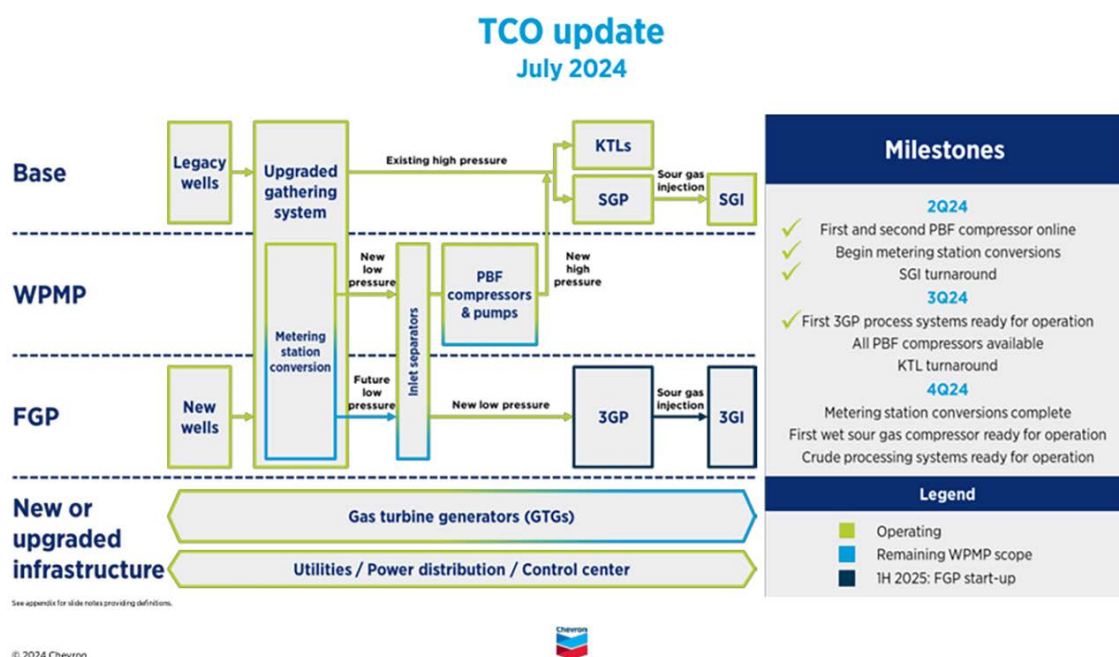 TCO update
July 2024
Base
Legacy
wells
Upgraded
gathering
system
Existing high pressure
KTLs
SGP
Sour gas
injection
SGI
WPMP
New
low
pressure
PBF
compressors
& pumps
New
high
pressure
Metering
station
conversion
Inlet separators
FGP
New
wells
Future
low
pressure
New low pressure
3GP
Sour gas
injection
3GI
New or
upgraded
infrastructure
Gas turbine generators (GTGs)
Utilities / Power distribution / Control center
Milestones
2Q24
First and second PBF compressor online
Begin metering station conversions
SGI turnaround
3Q24
First 3GP process systems ready for operation
All PBF compressors available
KTL turnaround
4Q24
Metering station conversions complete
First wet sour gas compressor ready for operation
Crude processing systems ready for operation
Legend
Operating
Remaining WPMP scope
1H 2025: FGP start-up
See appendix for slide notes providing definitions.
Chevron
© 2024 Chevron